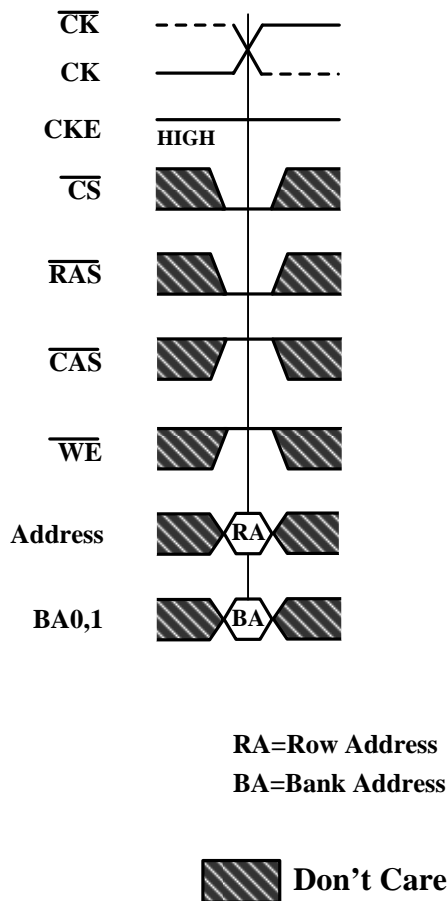 CK
CK
CKE
HIGH
CS
RAS
CAS
WE
Address
RA
BA0,1
BA
RA=Row Address
BA=Bank Address
Don't Care